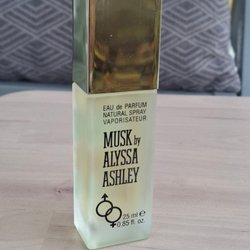 EAU de PARFUM
NATURAL SPRAY
VAPORISATEUR
MUSK by
ALYSSA
ASHLEY
25 ml e
0.85 fl. oz.